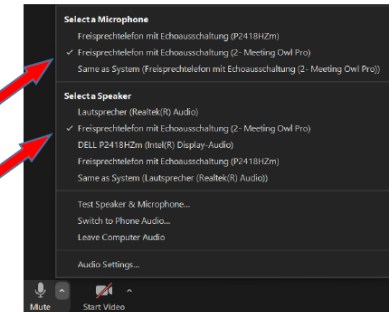 Select a Microphone
Freisprechtelefon mit Echoausschaltung (P2418HZm)
✓ Freisprechtelefon mit Echoausschaltung (2- Meeting Owl Pro)
Same as System (Freisprechtelefon mit Echoausschaltung (2- Meeting Owl Pro))
Select a Speaker
Lautsprecher (Realtek(R) Audio)
✓ Freisprechtelefon mit Echoausschaltung (2- Meeting Owl Pro)
DELL P2418HZm (Intel(R) Display-Audio)
Freisprechtelefon mit Echoausschaltung (P2418HZm)
Same as System (Lautsprecher (Realtek(R) Audio))
Test Speaker & Microphone...
Switch to Phone Audio...
Leave Computer Audio
Audio Settings...
Mute
Start Video